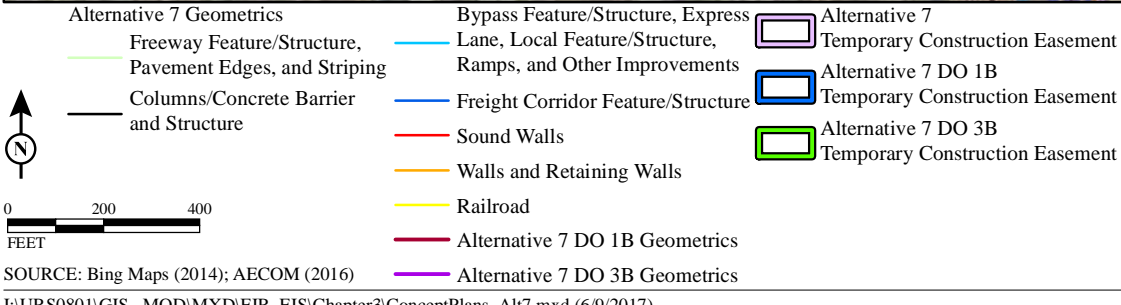 Alternative 7 Geometrics
Freeway Feature/Structure,
Pavement Edges, and Striping
Columns/Concrete Barrier
and Structure
N
0 200 400
FEET
SOURCE: Bing Maps (2014); AECOM (2016)
Bypass Feature/Structure, Express
Lane, Local Feature/Structure,
Ramps, and Other Improvements
Freight Corridor Feature/Structure
Sound Walls
Walls and Retaining Walls
Railroad
Alternative 7 DO 1B Geometrics
Alternative 7 DO 3B Geometrics
Alternative 7
Temporary Construction Easement
Alternative 7 DO 1B
Temporary Construction Easement
Alternative 7 DO 3B
Temporary Construction Easement
I:\URS0801\GIS_MOD\MXD\EIR_EIS\Chapter3\ConceptPlans_Alt7.mxd (6/9/2017)